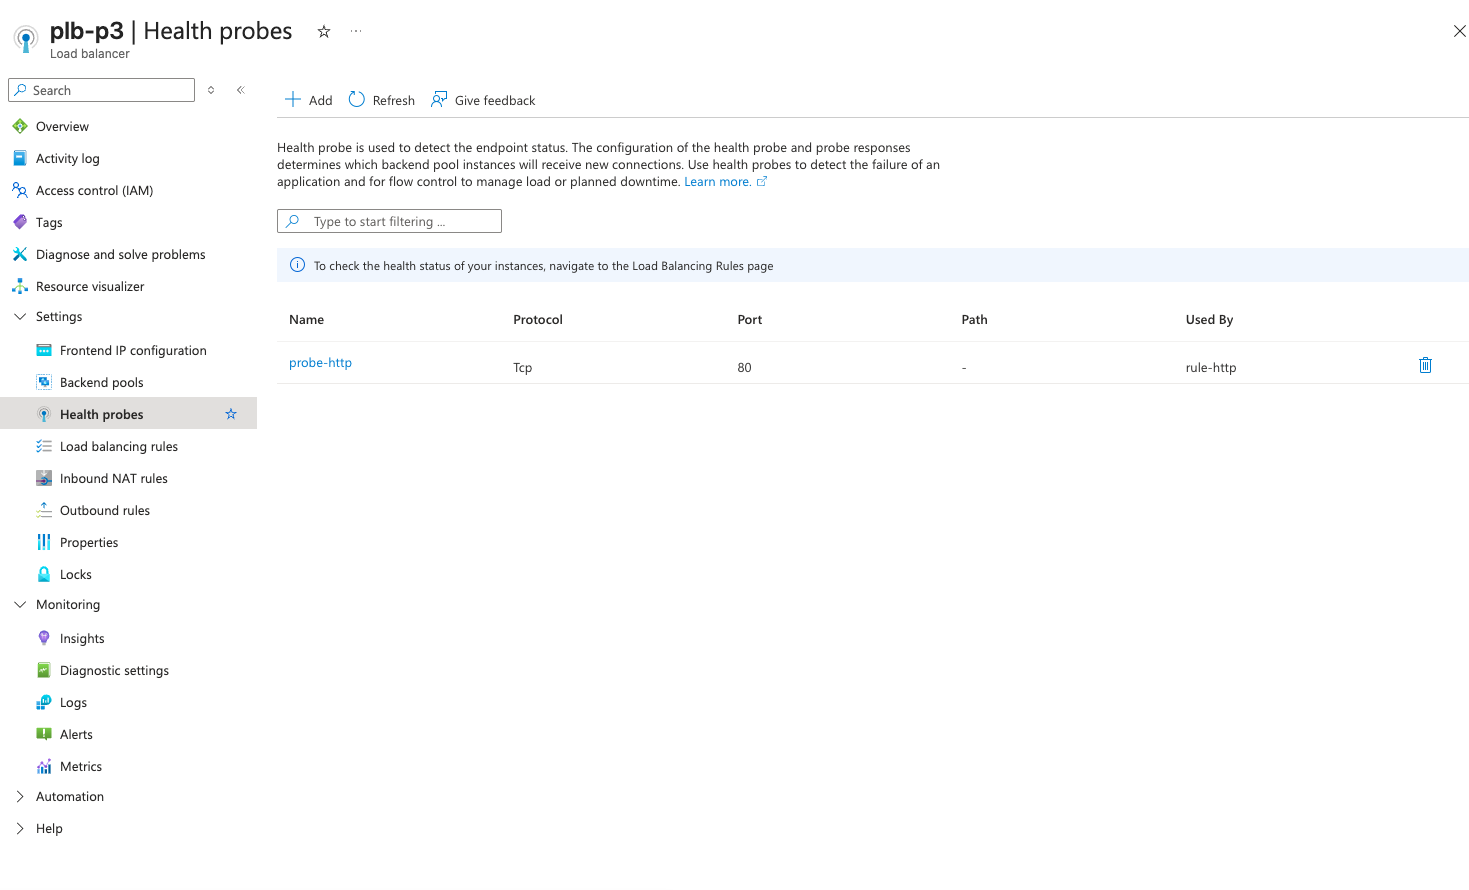 plb-p3 | Health probes
Load balancer
Search
Overview
Activity log
Access control (IAM)
Tags
Diagnose and solve problems
Resource visualizer
Settings
Frontend IP configuration
Backend pools
Health probes
Load balancing rules
Inbound NAT rules
Outbound rules
Properties
Locks
Monitoring
Insights
Diagnostic settings
Logs
Alerts
Metrics
Automation
Help
Add Refresh Give feedback
Health probe is used to detect the endpoint status. The configuration of the health probe and probe responses
determines which backend pool instances will receive new connections. Use health probes to detect the failure of an
application and for flow control to manage load or planned downtime. Learn more.
Type to start filtering ...
To check the health status of your instances, navigate to the Load Balancing Rules page
Name Protocol Port Path Used By
probe-http Tcp 80 - rule-http